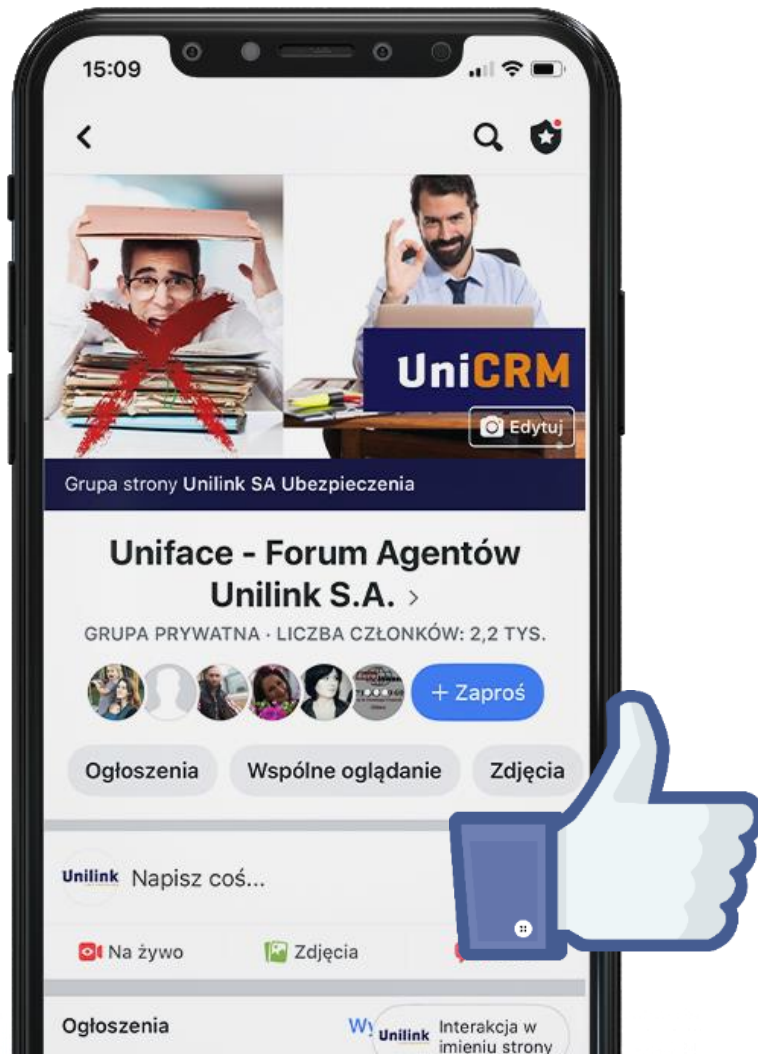 15:09
UniCRM
Edytuj
Grupa strony Unilink SA Ubezpieczenia
Uniface - Forum Agentów
Unilink S.A. >
GRUPA PRYWATNA · LICZBA CZŁONKÓW: 2,2 TYS.
+ Zaproś
Ogłoszenia Wspólne oglądanie Zdjęcia
Unilink Napisz coś...
Na żywo Zdjęcia
Ogłoszenia
Unilink Interakcja w
imieniu strony